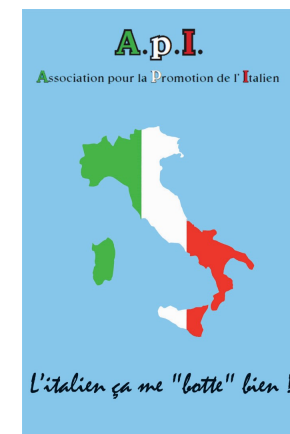 A.p.I.
Association pour la Promotion de l' Italien
L'italien ça me "botte" bien !